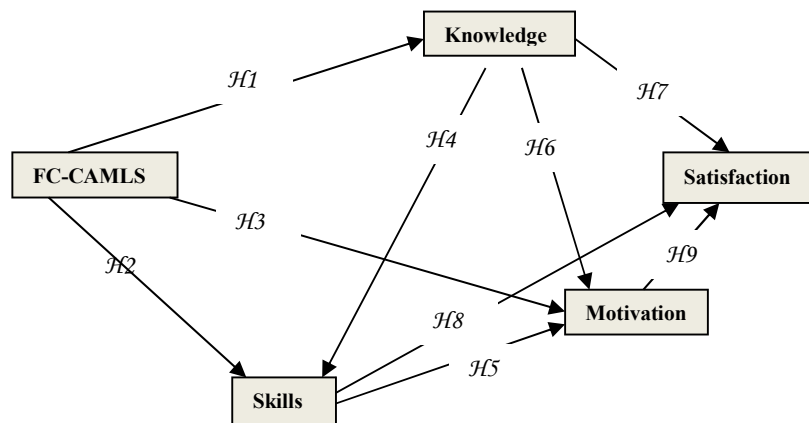 Knowledge
H1
H7
H4
H6
FC-CAMLS
Satisfaction
H3
H9
H2
Motivation
H8
H5
Skills